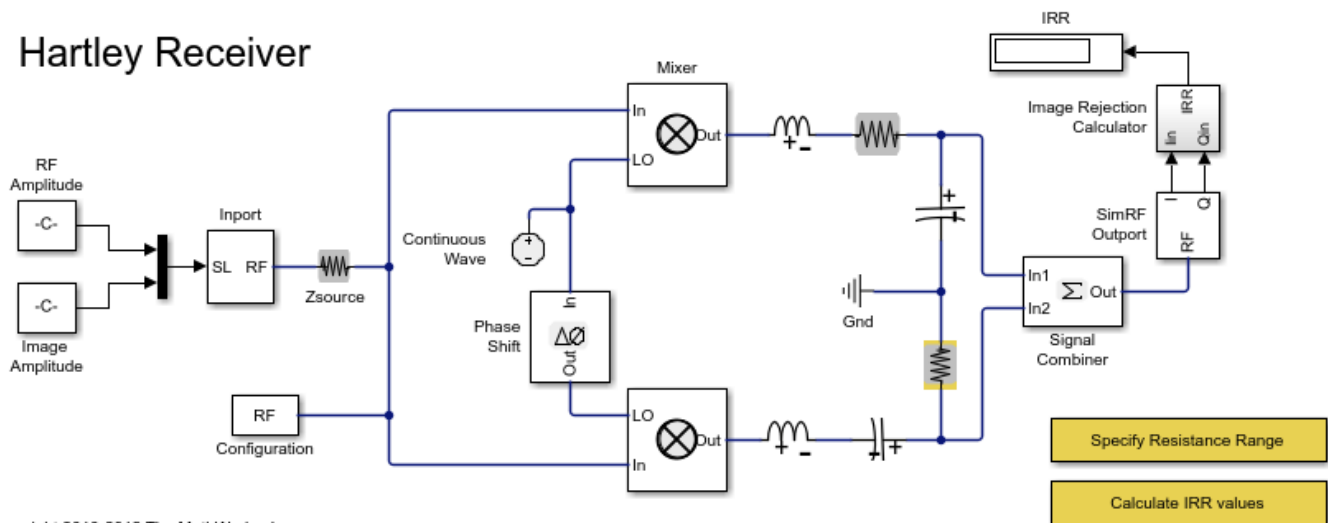 Hartley Receiver
IRR
Mixer
In
Out
LO
IRR
Iin
Qin
Image Rejection
Calculator
RF
Amplitude
-C-
Inport
SL
RF
Zsource
Continuous
Wave
I
Q
SimRF
Outport
RF
In1
In2
Σ
Out
Signal
Combiner
Gnd
-C-
Image
Amplitude
Phase
Shift
In
ΔØ
Out
RF
Configuration
LO
Out
In
Specify Resistance Range
Calculate IRR values